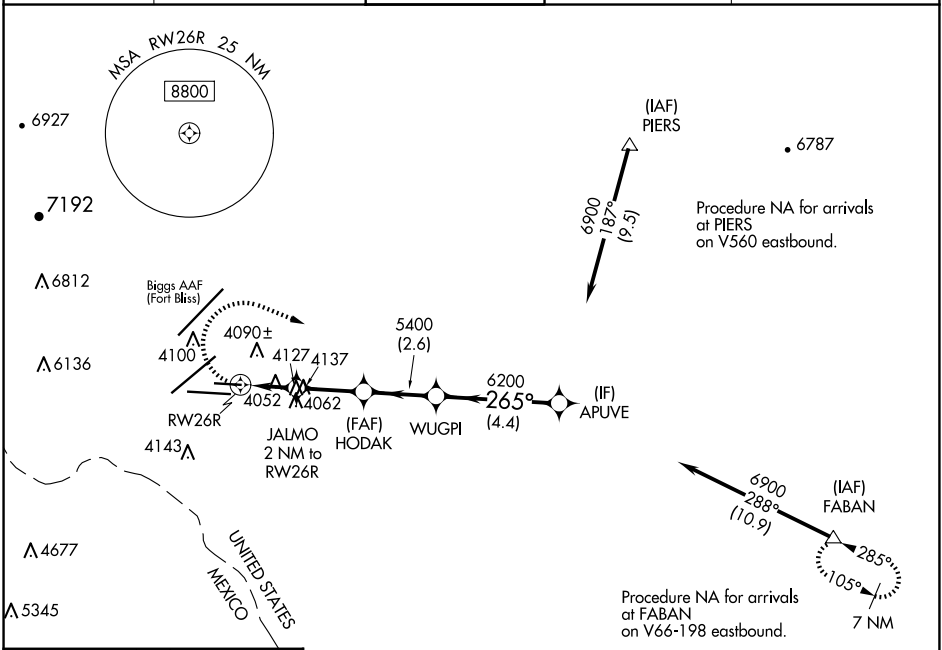 MSA RW26R 25 NM
8800
6927
7192
6812
6136
(IAF)
PIERS
6787
6900
187°
(9.5)
Procedure NA for arrivals
at PIERS
on V560 eastbound.
Biggs AAF
(Fort Bliss)
4100
4090±
4127
4137
4052
4062
RW26R
JALMO
2 NM to
RW26R
(FAF)
HODAK
5400
(2.6)
WUGPI
6200
265°
(4.4)
(IF)
APUVE
4143
4677
5345
UNITED STATES
MEXICO
6900
288°
(10.9)
(IAF)
FABAN
285°
105°
7 NM
Procedure NA for arrivals
at FABAN
on V66-198 eastbound.